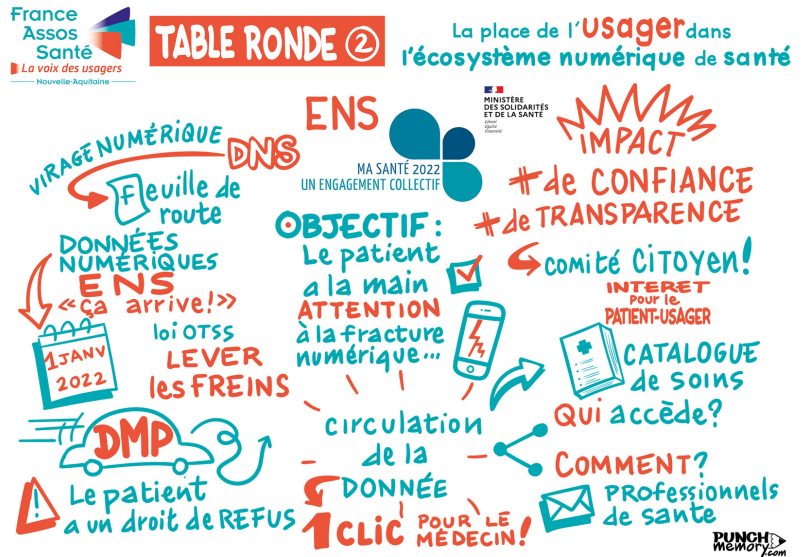 France
Assos
Santé
La voix des usagers
Nouvelle-Aquitaine
TABLE RONDE 2
La place de l'usager dans
l'écosystème numérique de santé
VIRAGE NUMÉRIQUE
DNS
Feuille de
route
DONNÉES
NUMÉRIQUES
ENS
«ça arrive!»
1 JANV
2022
loi OTSS
LEVER
les FREINS
DMP
Le patient
a un droit de REFUS
ENS
MA SANTÉ 2022
UN ENGAGEMENT COLLECTIF
MINISTÈRE
DES SOLIDARITÉS
ET DE LA SANTÉ
Liberté
Égalité
Fraternité
OBJECTIF:
Le patient
a la main
ATTENTION
à la fracture
numérique...
circulation
de la
DONNÉE
1 CLIC POUR LE
MÉDECIN!
IMPACT
# de CONFIANCE
# de TRANSPARENCE
comité CITOYEN!
INTERET
Pour le
PATIENT-USAGER
CATALOGUE
de soins
Qui accède?
COMMENT?
PROfessionnels
de santé
PUNCH
memory.com